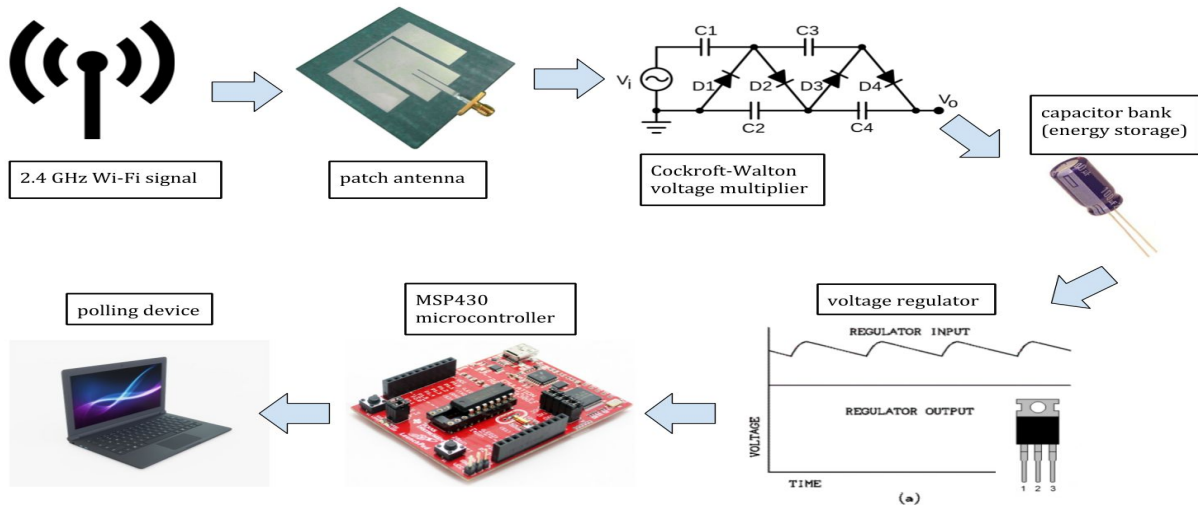 2.4 GHz Wi-Fi signal
patch antenna
C1
C3
Vi
D1
D2
D3
D4
Vo
C2
C4
Cockroft-Walton
voltage multiplier
capacitor bank
(energy storage)
voltage regulator
REGULATOR INPUT
REGULATOR OUTPUT
VOLTAGE
TIME
1 2 3
(a)
MSP430
microcontroller
polling device